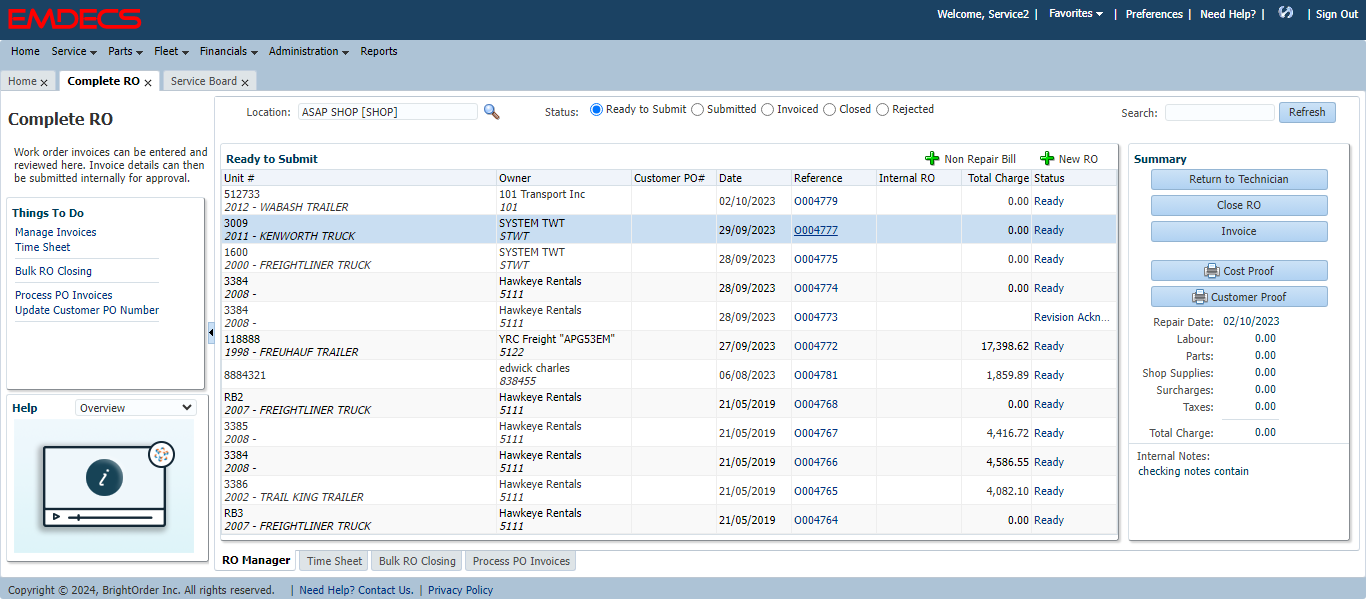 EMDECS
Welcome, Service2 | Favorites | Preferences | Need Help? | | Sign Out
Home Service Parts Fleet Financials Administration Reports
Home x Complete RO x Service Board x
Complete RO
Work order invoices can be entered and
reviewed here. Invoice details can then
be submitted internally for approval.
Things To Do
Manage Invoices
Time Sheet
Bulk RO Closing
Process PO Invoices
Update Customer PO Number
Help Overview
i
Location: ASAP SHOP [SHOP] Status: Ready to Submit Submitted Invoiced Closed Rejected Search: Refresh
Ready to Submit Non Repair Bill New RO
Unit # Owner Customer PO# Date Reference Internal RO Total Charge Status
512733 101 Transport Inc
2012 - WABASH TRAILER 101 02/10/2023 O004779 0.00 Ready
3009 SYSTEM TWT
2011 - KENWORTH TRUCK STWT 29/09/2023 O004777 0.00 Ready
1600 SYSTEM TWT
2000 - FREIGHTLINER TRUCK STWT 28/09/2023 O004775 0.00 Ready
3384 Hawkeye Rentals
2008 - 5111 28/09/2023 O004774 0.00 Ready
3384 Hawkeye Rentals
2008 - 5111 28/09/2023 O004773 Revision Ackn...
118888 YRC Freight "APG53EM"
1998 - FREUHAUF TRAILER 5122 27/09/2023 O004772 17,398.62 Ready
8884321 edwick charles
838455 06/08/2023 O004781 1,859.89 Ready
RB2 Hawkeye Rentals
2007 - FREIGHTLINER TRUCK 5111 21/05/2019 O004768 0.00 Ready
3385 Hawkeye Rentals
2008 - 5111 21/05/2019 O004767 4,416.72 Ready
3384 Hawkeye Rentals
2008 - 5111 21/05/2019 O004766 4,586.55 Ready
3386 Hawkeye Rentals
2002 - TRAIL KING TRAILER 5111 21/05/2019 O004765 4,082.10 Ready
RB3 Hawkeye Rentals
2007 - FREIGHTLINER TRUCK 5111 21/05/2019 O004764 0.00 Ready
Summary
Return to Technician
Close RO
Invoice
Cost Proof
Customer Proof
Repair Date: 02/10/2023
Labour: 0.00
Parts: 0.00
Shop Supplies: 0.00
Surcharges: 0.00
Taxes: 0.00
Total Charge: 0.00
Internal Notes:
checking notes contain
RO Manager Time Sheet Bulk RO Closing Process PO Invoices
Copyright © 2024, BrightOrder Inc. All rights reserved. | Need Help? Contact Us. | Privacy Policy